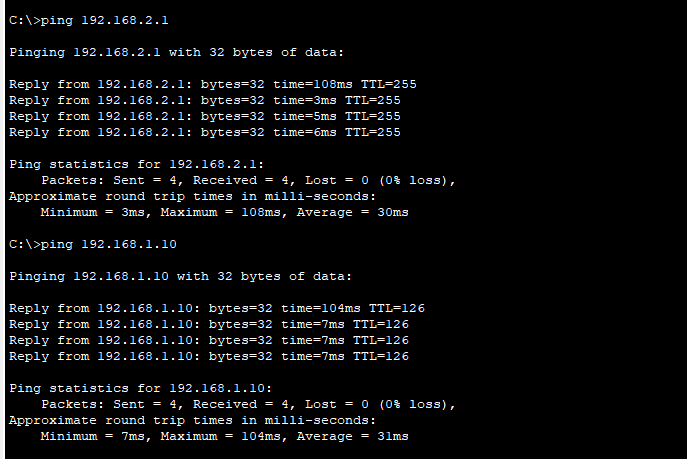 C:\>ping 192.168.2.1
Pinging 192.168.2.1 with 32 bytes of data:
Reply from 192.168.2.1: bytes=32 time=108ms TTL=255
Reply from 192.168.2.1: bytes=32 time=3ms TTL=255
Reply from 192.168.2.1: bytes=32 time=5ms TTL=255
Reply from 192.168.2.1: bytes=32 time=6ms TTL=255
Ping statistics for 192.168.2.1:
    Packets: Sent = 4, Received = 4, Lost = 0 (0% loss),
Approximate round trip times in milli-seconds:
    Minimum = 3ms, Maximum = 108ms, Average = 30ms
C:\>ping 192.168.1.10
Pinging 192.168.1.10 with 32 bytes of data:
Reply from 192.168.1.10: bytes=32 time=104ms TTL=126
Reply from 192.168.1.10: bytes=32 time=7ms TTL=126
Reply from 192.168.1.10: bytes=32 time=7ms TTL=126
Reply from 192.168.1.10: bytes=32 time=7ms TTL=126
Ping statistics for 192.168.1.10:
    Packets: Sent = 4, Received = 4, Lost = 0 (0% loss),
Approximate round trip times in milli-seconds:
    Minimum = 7ms, Maximum = 104ms, Average = 31ms